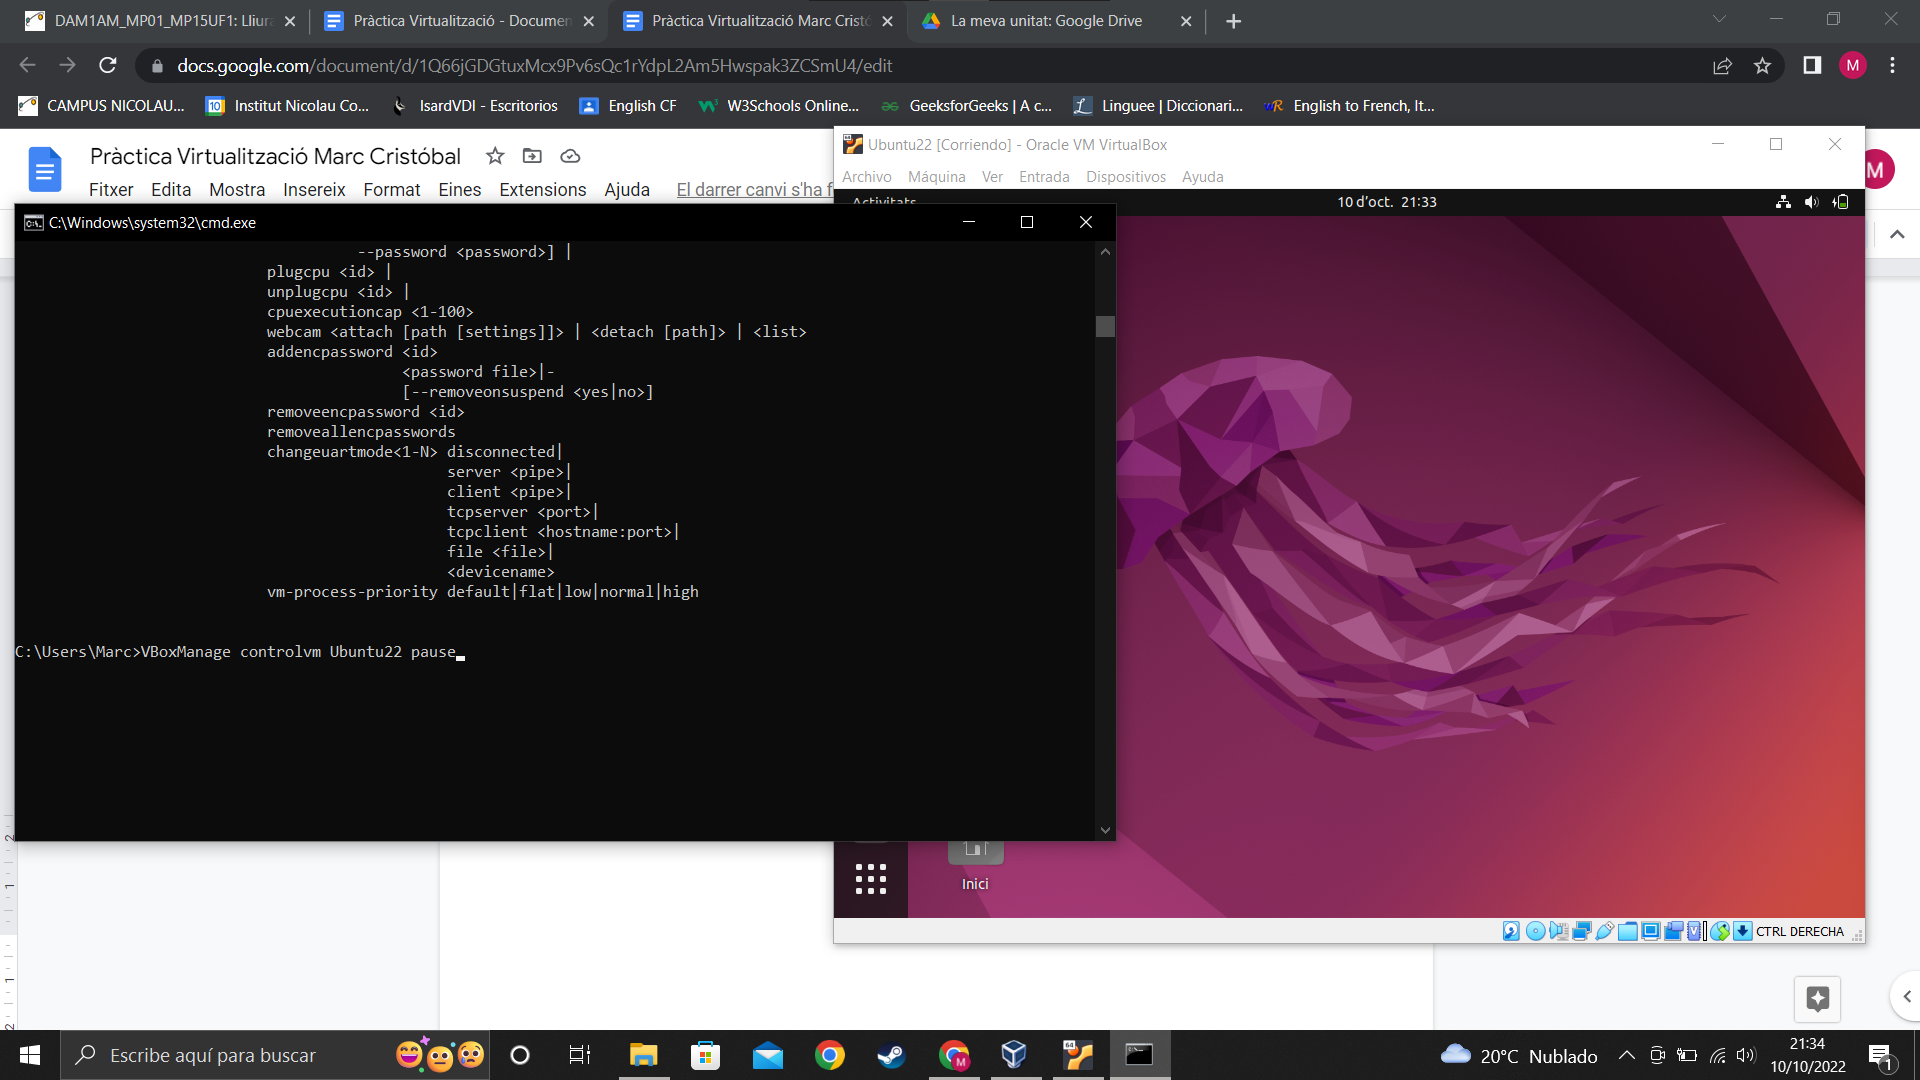 DAM1AM_MP01_MP15UF1: Lliur
Pràctica Virtualització - Documen
Pràctica Virtualització Marc Cristó
La meva unitat: Google Drive
docs.google.com/document/d/1Q66jGDGtuxMcx9Pv6sQc1rYdpL2Am5Hwspak3ZCSmU4/edit
M
CAMPUS NICOLAU...
Institut Nicolau Co...
IsardVDI - Escritorios
English CF
W3Schools Online...
GeeksforGeeks | A c...
Linguee | Diccionari...
English to French, It...
Pràctica Virtualització Marc Cristóbal
Fitxer Edita Mostra Insereix Format Eines Extensions Ajuda El darrer canvi s'ha f
M
Ubuntu22 [Corriendo] - Oracle VM VirtualBox
Archivo Máquina Ver Entrada Dispositivos Ayuda
Activitats
10 d'oct. 21:33
C:\Windows\system32\cmd.exe
--password <password>] |
plugcpu <id> |
unplugcpu <id> |
cpuexecutioncap <1-100>
webcam <attach [path [settings]]> | <detach [path]> | <list>
addencpassword <id>
<password file>|-
[--removeonsuspend <yes|no>]
removeencpassword <id>
removeallencpasswords
changeuartmode<1-N> disconnected|
server <pipe>|
client <pipe>|
tcpserver <port>|
tcpclient <hostname:port>|
file <file>|
<devicename>
vm-process-priority default|flat|low|normal|high
C:\Users\Marc>VBoxManage controlvm Ubuntu22 pause
Inici
CTRL DERECHA
2
1
1
2
Escribe aquí para buscar
20°C Nublado
21:34
10/10/2022
1